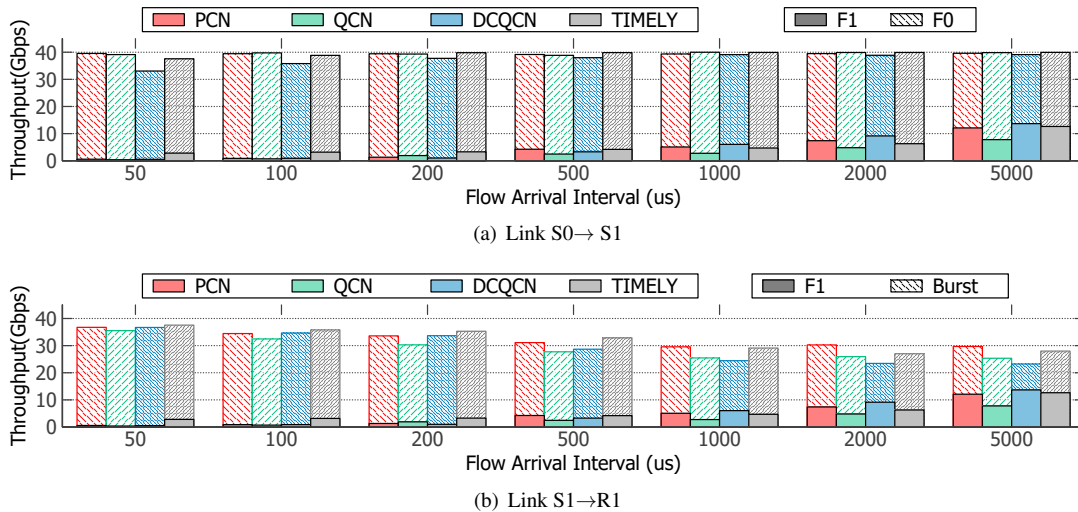 PCN QCN DCQCN TIMELY F1 F0
Throughput(Gbps)
40
30
20
10
0
50 100 200 500 1000 2000 5000
Flow Arrival Interval (us)
(a) Link S0→ S1
PCN QCN DCQCN TIMELY F1 Burst
Throughput(Gbps)
40
30
20
10
0
50 100 200 500 1000 2000 5000
Flow Arrival Interval (us)
(b) Link S1→R1